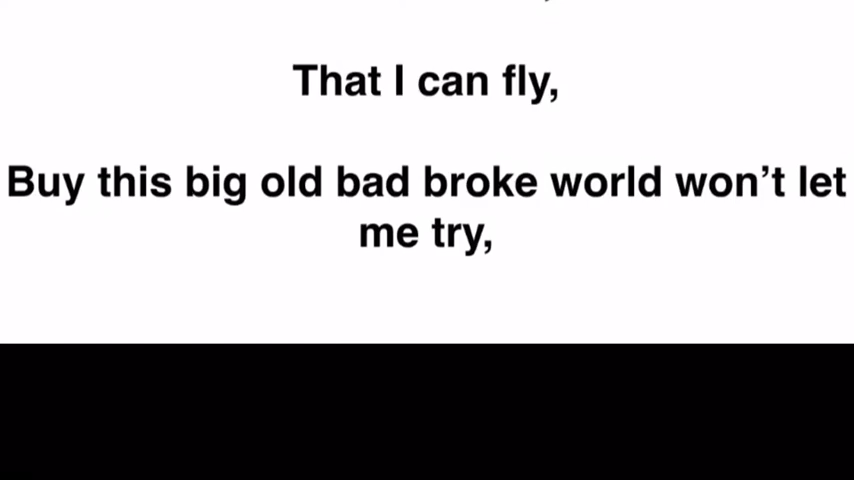 That I can fly,
Buy this big old bad broke world won’t let
me try,